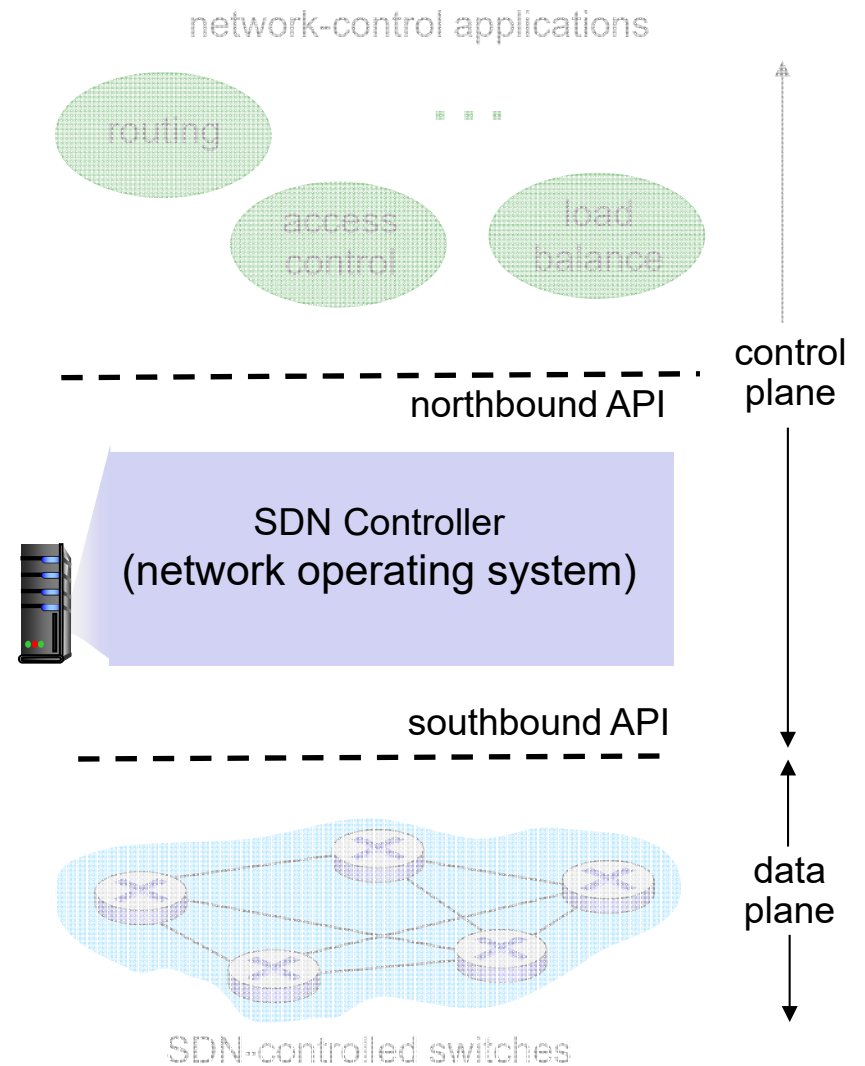 network-control applications
routing
. . .
access
control
load
balance
control
plane
northbound API
SDN Controller
(network operating system)
southbound API
data
plane
SDN-controlled switches